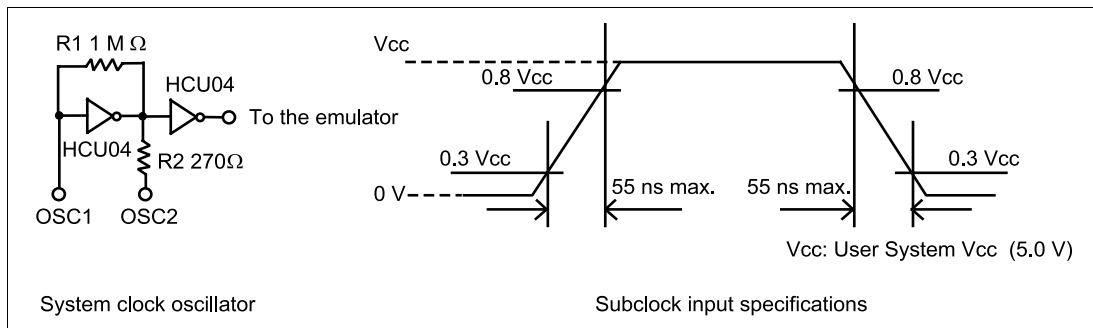 R1 1 M Ω
HCU04
To the emulator
HCU04
R2 270Ω
OSC1
OSC2
System clock oscillator
Vcc
0.8 Vcc
0.8 Vcc
0.3 Vcc
0.3 Vcc
0 V
55 ns max.
55 ns max.
Vcc: User System Vcc (5.0 V)
Subclock input specifications